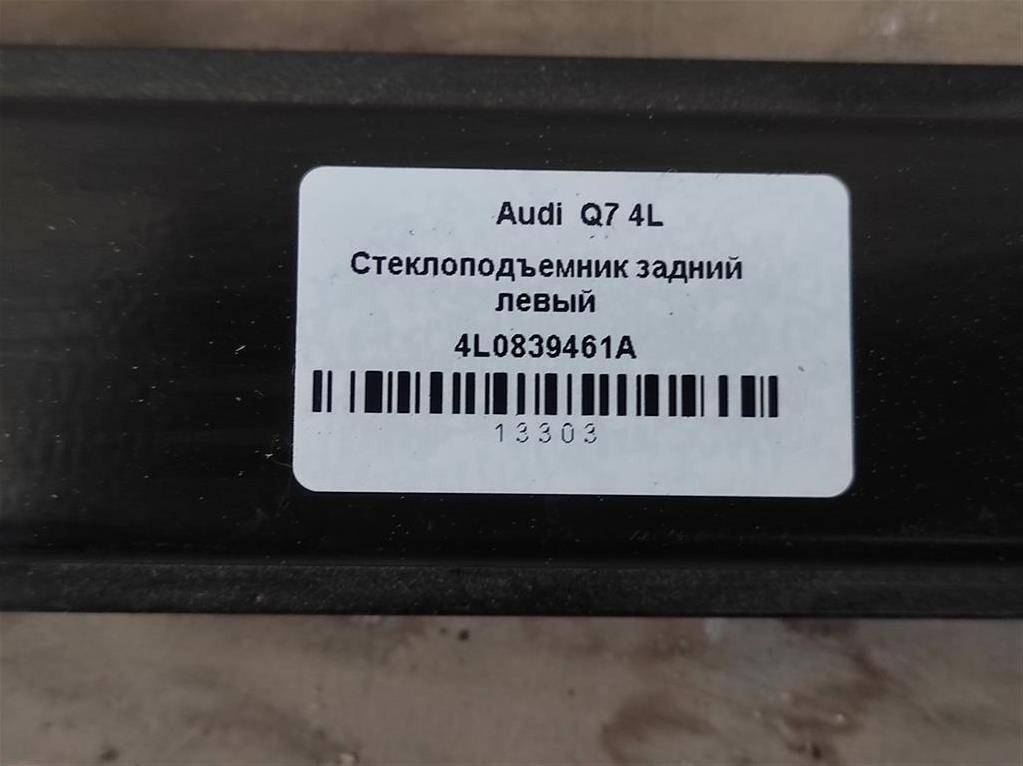 Audi Q7 4L
Стеклоподъемник задний
левый
4L0839461A
13303